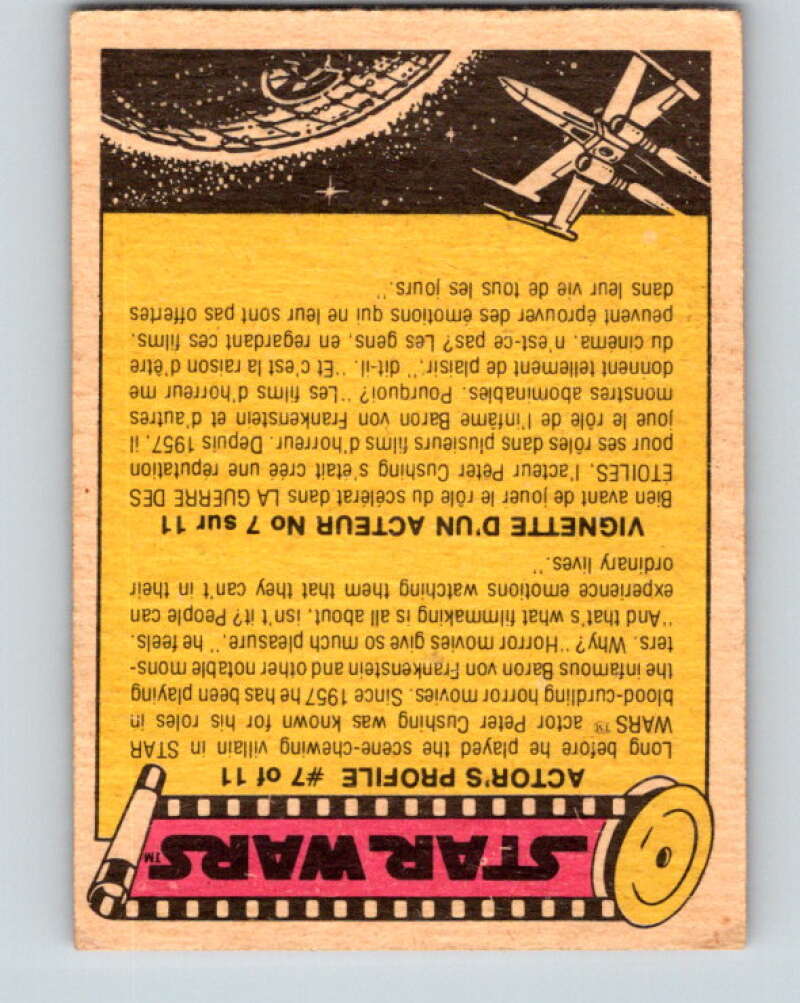 STAR WARS™
ACTOR'S PROFILE #7 of 11
Long before he played the scene-chewing villain in STAR
WARS™ actor Peter Cushing was known for his roles in
blood-curdling horror movies. Since 1957 he has been playing
the infamous Baron von Frankenstein and other notable mons-
ters. Why? "Horror movies give so much pleasure," he feels.
"And that's what filmmaking is all about, isn't it? People can
experience emotions watching them that they can't in their
ordinary lives."
VIGNETTE D'UN ACTEUR No 7 sur 11
Bien avant de jouer le rôle du scélérat dans LA GUERRE DES
ETOILES, l'acteur Peter Cushing s'était crée une réputation
pour ses rôles dans plusieurs films d'horreur. Depuis 1957, il
joue le rôle de l'infâme Baron von Frankenstein et d'autres
monstres abominables. Pourquoi? "Les films d'horreur me
donnent tellement de plaisir", dit-il. "Et c'est la raison d'être
du cinéma, n'est-ce pas? Les gens, en regardant ces films,
peuvent éprouver des émotions qui ne leur sont pas offertes
dans leur vie de tous les jours."